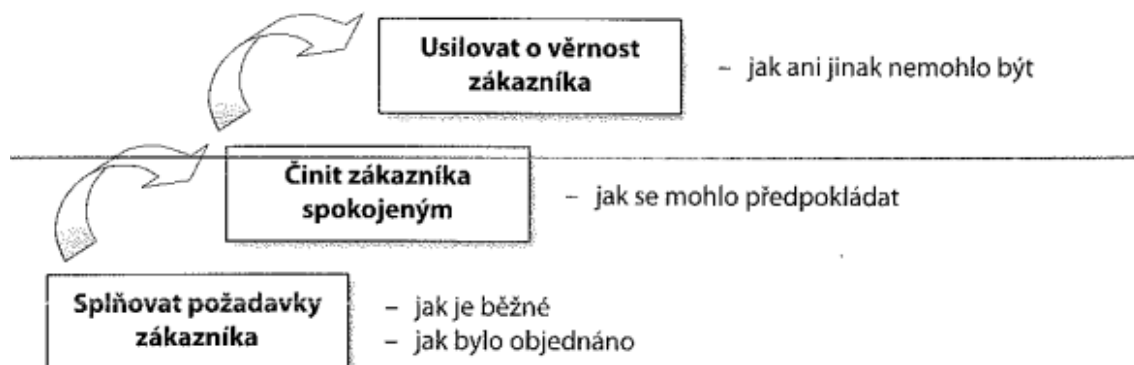 Usilovat o věrnost
zákazníka
– jak ani jinak nemohlo být
Činit zákazníka
spokojeným
– jak se mohlo předpokládat
Splňovat požadavky
zákazníka
– jak je běžné
– jak bylo objednáno